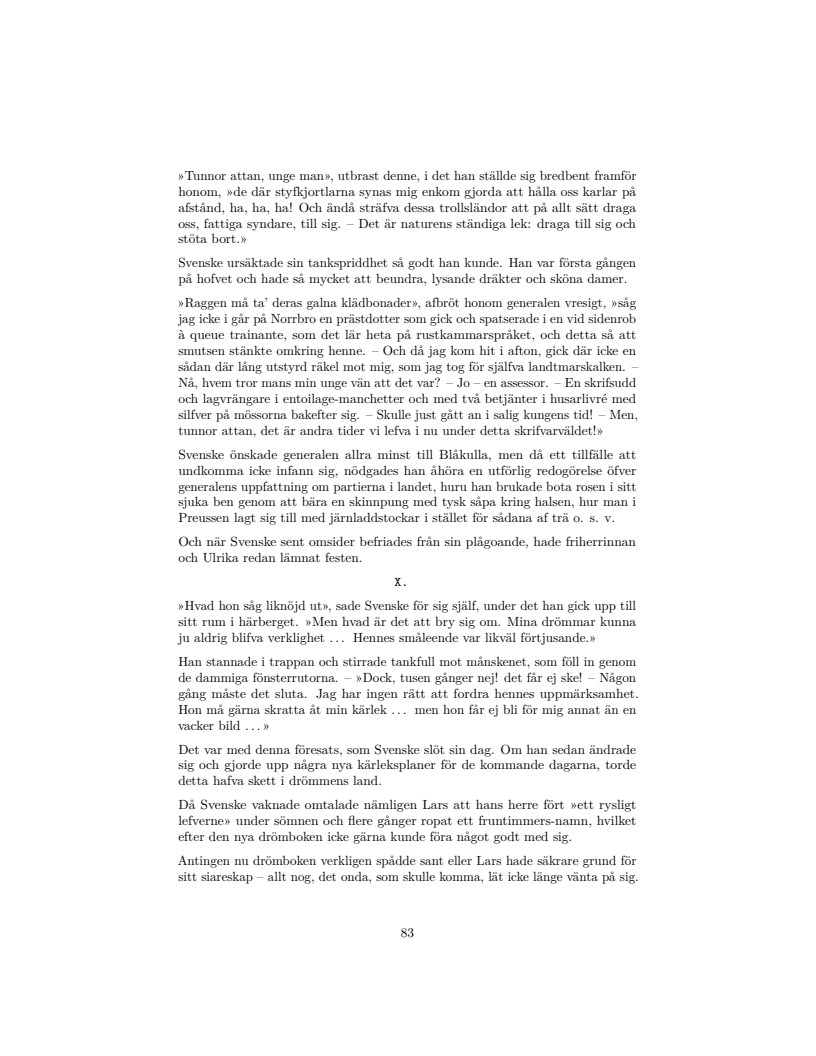 »Tunnor attan, unge man», utbrast denne, i det han ställde sig bredbent framför
honom, »de där styfkjortlarna synas mig enkom gjorda att hålla oss karlar på
afstånd, ha, ha, ha! Och ändå sträfva dessa trollsländor att på allt sätt draga
oss, fattiga syndare, till sig. – Det är naturens ständiga lek: draga till sig och
stöta bort.»
Svenske ursäktade sin tankspriddhet så godt han kunde. Han var första gången
på hofvet och hade så mycket att beundra, lysande dräkter och sköna damer.
»Raggen må ta' deras galna klädbonader», afbröt honom generalen vresigt, »såg
jag icke i går på Norrbro en prästdotter som gick och spatserade i en vid sidenrob
à queue trainante, som det lär heta på rustkammarspråket, och detta så att
smutsen stänkte omkring henne. – Och då jag kom hit i afton, gick där icke en
sådan där lång utstyrd räkel mot mig, som jag tog för själfva landtmarskalken. –
Nå, hvem tror mans min unge vän att det var? – Jo – en assessor. – En skrifsudd
och lagvrängare i entoilage-manchetter och med två betjänter i husarlivré med
silfver på mössorna bakefter sig. – Skulle just gått an i salig kungens tid! – Men,
tunnor attan, det är andra tider vi lefva i nu under detta skrifvarväldet!»
Svenske önskade generalen allra minst till Blåkulla, men då ett tillfälle att
undkomma icke infann sig, nödgades han åhöra en utförlig redogörelse öfver
generalens uppfattning om partierna i landet, huru han brukade bota rosen i sitt
sjuka ben genom att bära en skinnpung med tysk såpa kring halsen, hur man i
Preussen lagt sig till med järnladdstockar i stället för sådana af trä o. s. v.
Och när Svenske sent omsider befriades från sin plågoande, hade friherrinnan
och Ulrika redan lämnat festen.
X.
»Hvad hon såg liknöjd ut», sade Svenske för sig själf, under det han gick upp till
sitt rum i härberget. »Men hvad är det att bry sig om. Mina drömmar kunna
ju aldrig blifva verklighet ... Hennes småleende var likväl förtjusande.»
Han stannade i trappan och stirrade tankfull mot månskenet, som föll in genom
de dammiga fönsterrutorna. – »Dock, tusen gånger nej! det får ej ske! – Någon
gång måste det sluta. Jag har ingen rätt att fordra hennes uppmärksamhet.
Hon må gärna skratta åt min kärlek ... men hon får ej bli för mig annat än en
vacker bild ...»
Det var med denna föresats, som Svenske slöt sin dag. Om han sedan ändrade
sig och gjorde upp några nya kärleksplaner för de kommande dagarna, torde
detta hafva skett i drömmens land.
Då Svenske vaknade omtalade nämligen Lars att hans herre fört »ett rysligt
lefverne» under sömnen och flere gånger ropat ett fruntimmers-namn, hvilket
efter den nya drömboken icke gärna kunde föra något godt med sig.
Antingen nu drömboken verkligen spådde sant eller Lars hade säkrare grund för
sitt siareskap – allt nog, det onda, som skulle komma, lät icke länge vänta på sig.
83